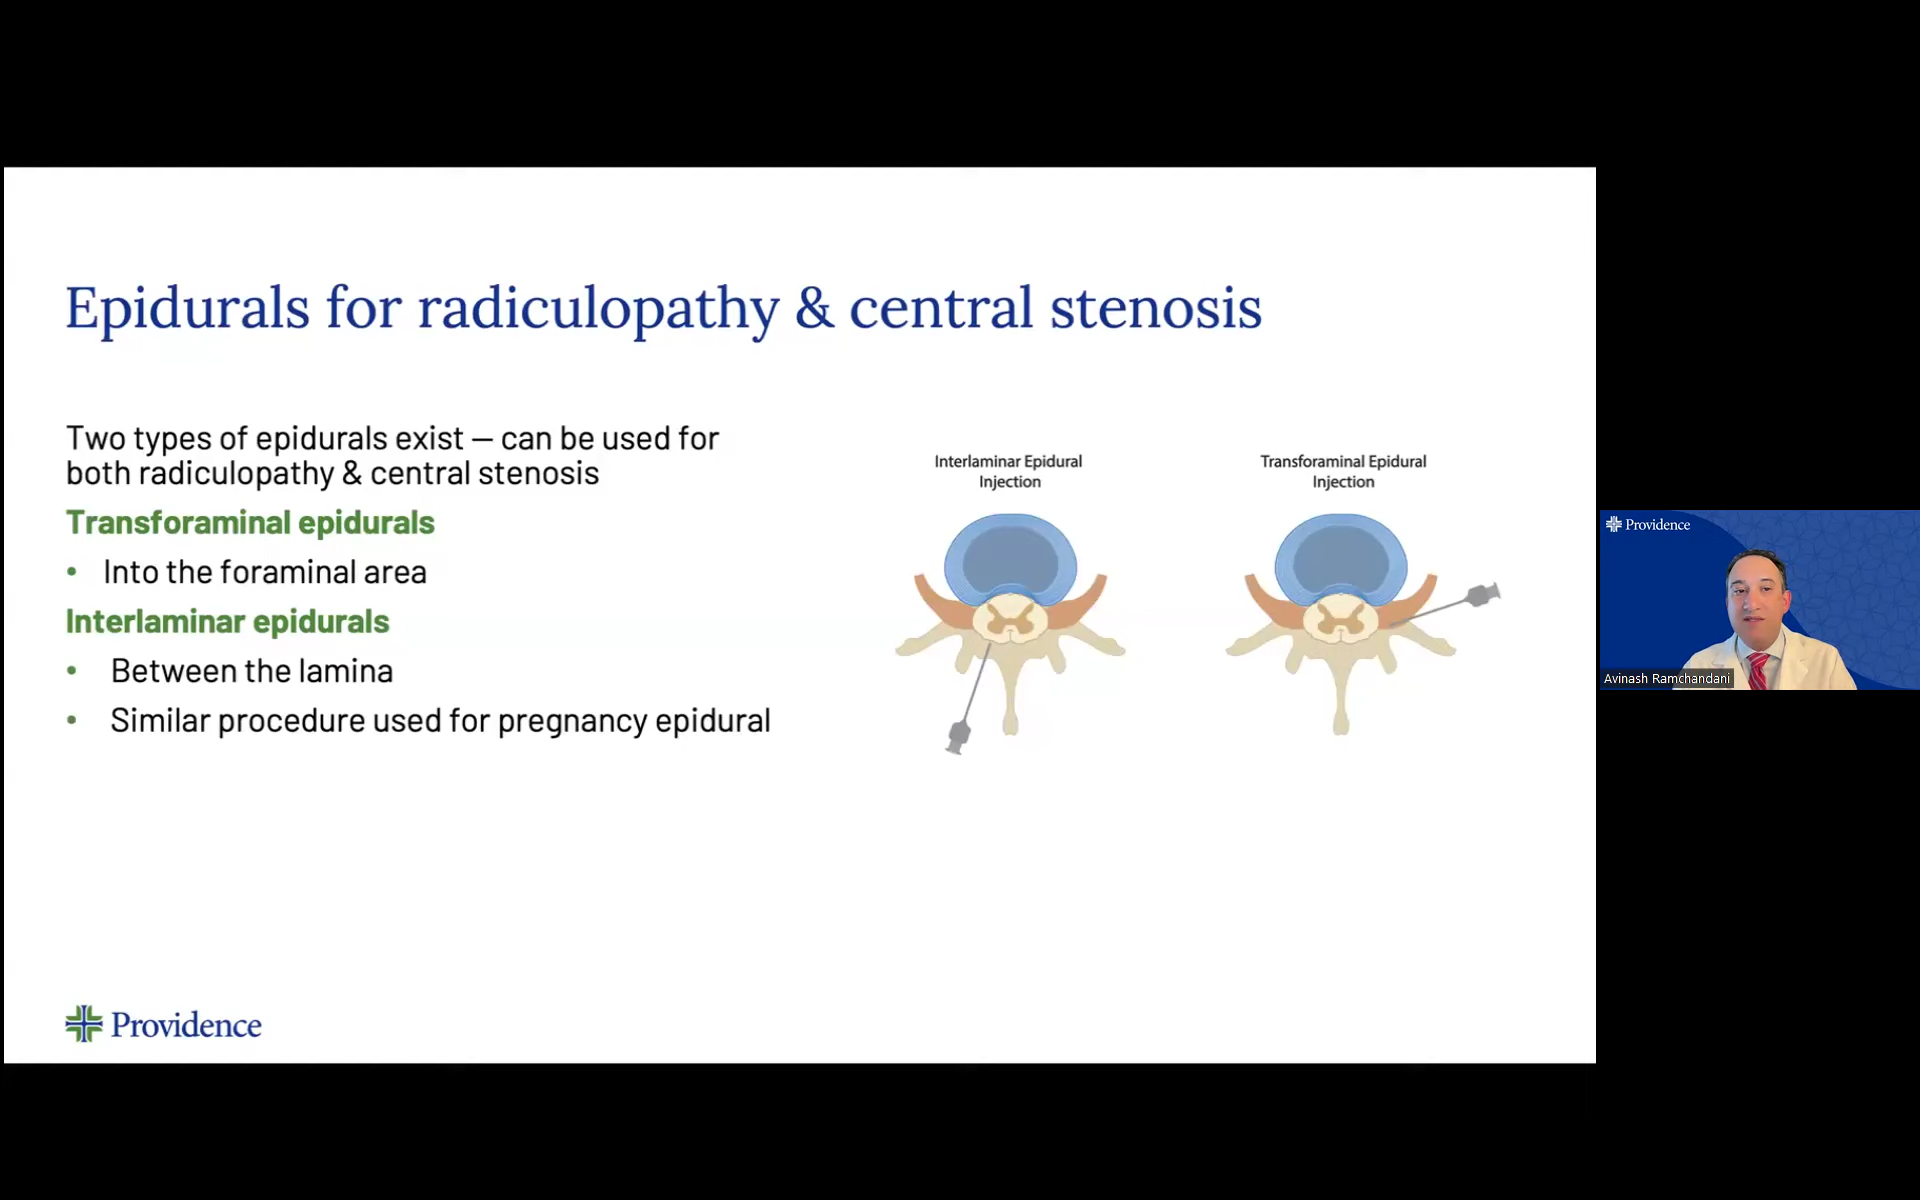 Epidurals for radiculopathy & central stenosis
Two types of epidurals exist – can be used for
both radiculopathy & central stenosis
Transforaminal epidurals
• Into the foraminal area
Interlaminar epidurals
• Between the lamina
• Similar procedure used for pregnancy epidural
Interlaminar Epidural
Injection
Transforaminal Epidural
Injection
Providence
Providence
Avinash Ramchandani